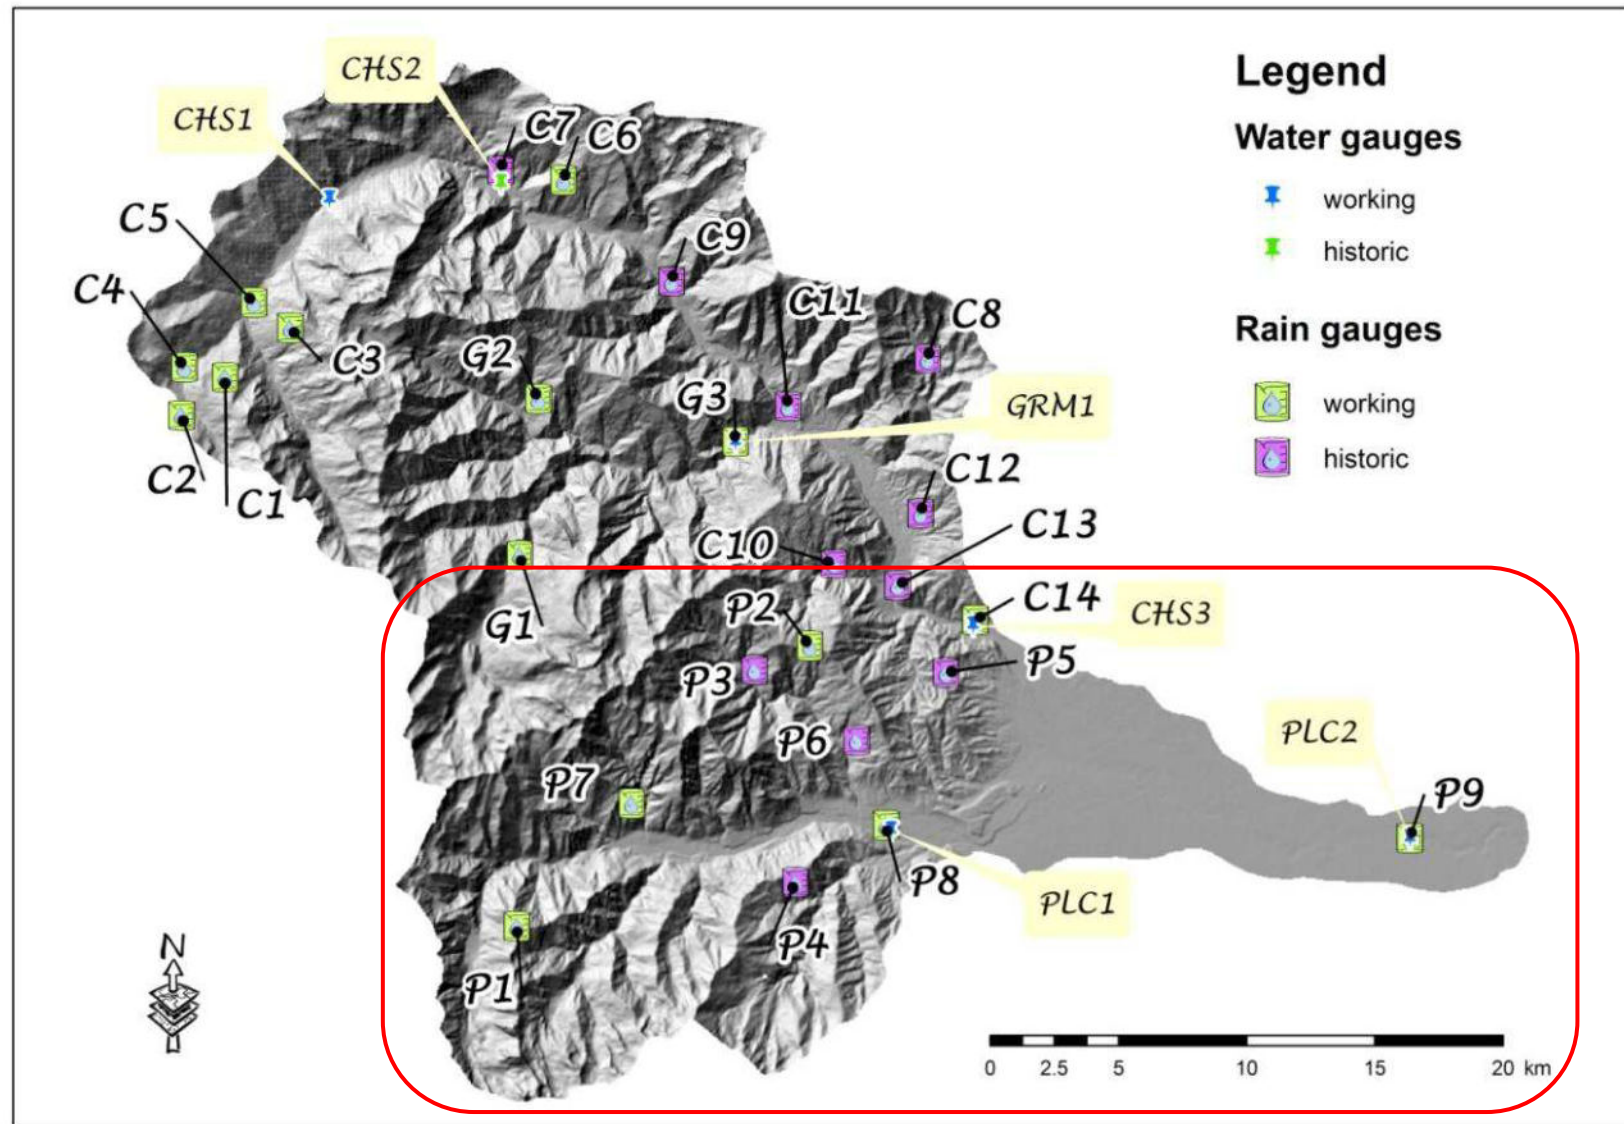 CHS2
CHS1
C7
C6
C5
C9
C4
C11
C8
C3
G2
G3
GRM1
C2
C1
C12
C13
C10
G1
P2
C14
CHS3
P3
P5
P6
PLC2
P7
P9
P8
PLC1
P4
P1
N
Legend
Water gauges
working
historic
Rain gauges
working
historic
0 2.5 5 10 15 20 km